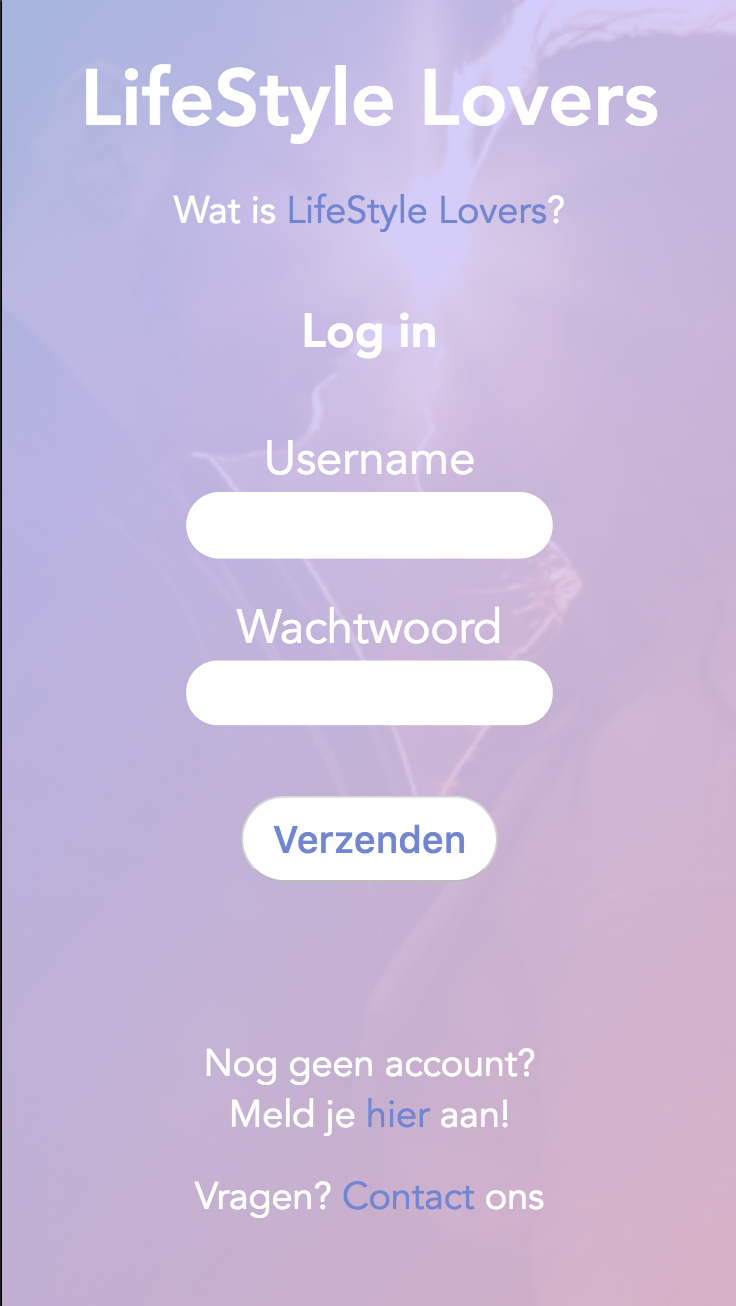 LifeStyle Lovers
Wat is LifeStyle Lovers?
Log in
Username
Wachtwoord
Verzenden
Nog geen account?
Meld je hier aan!
Vragen? Contact ons